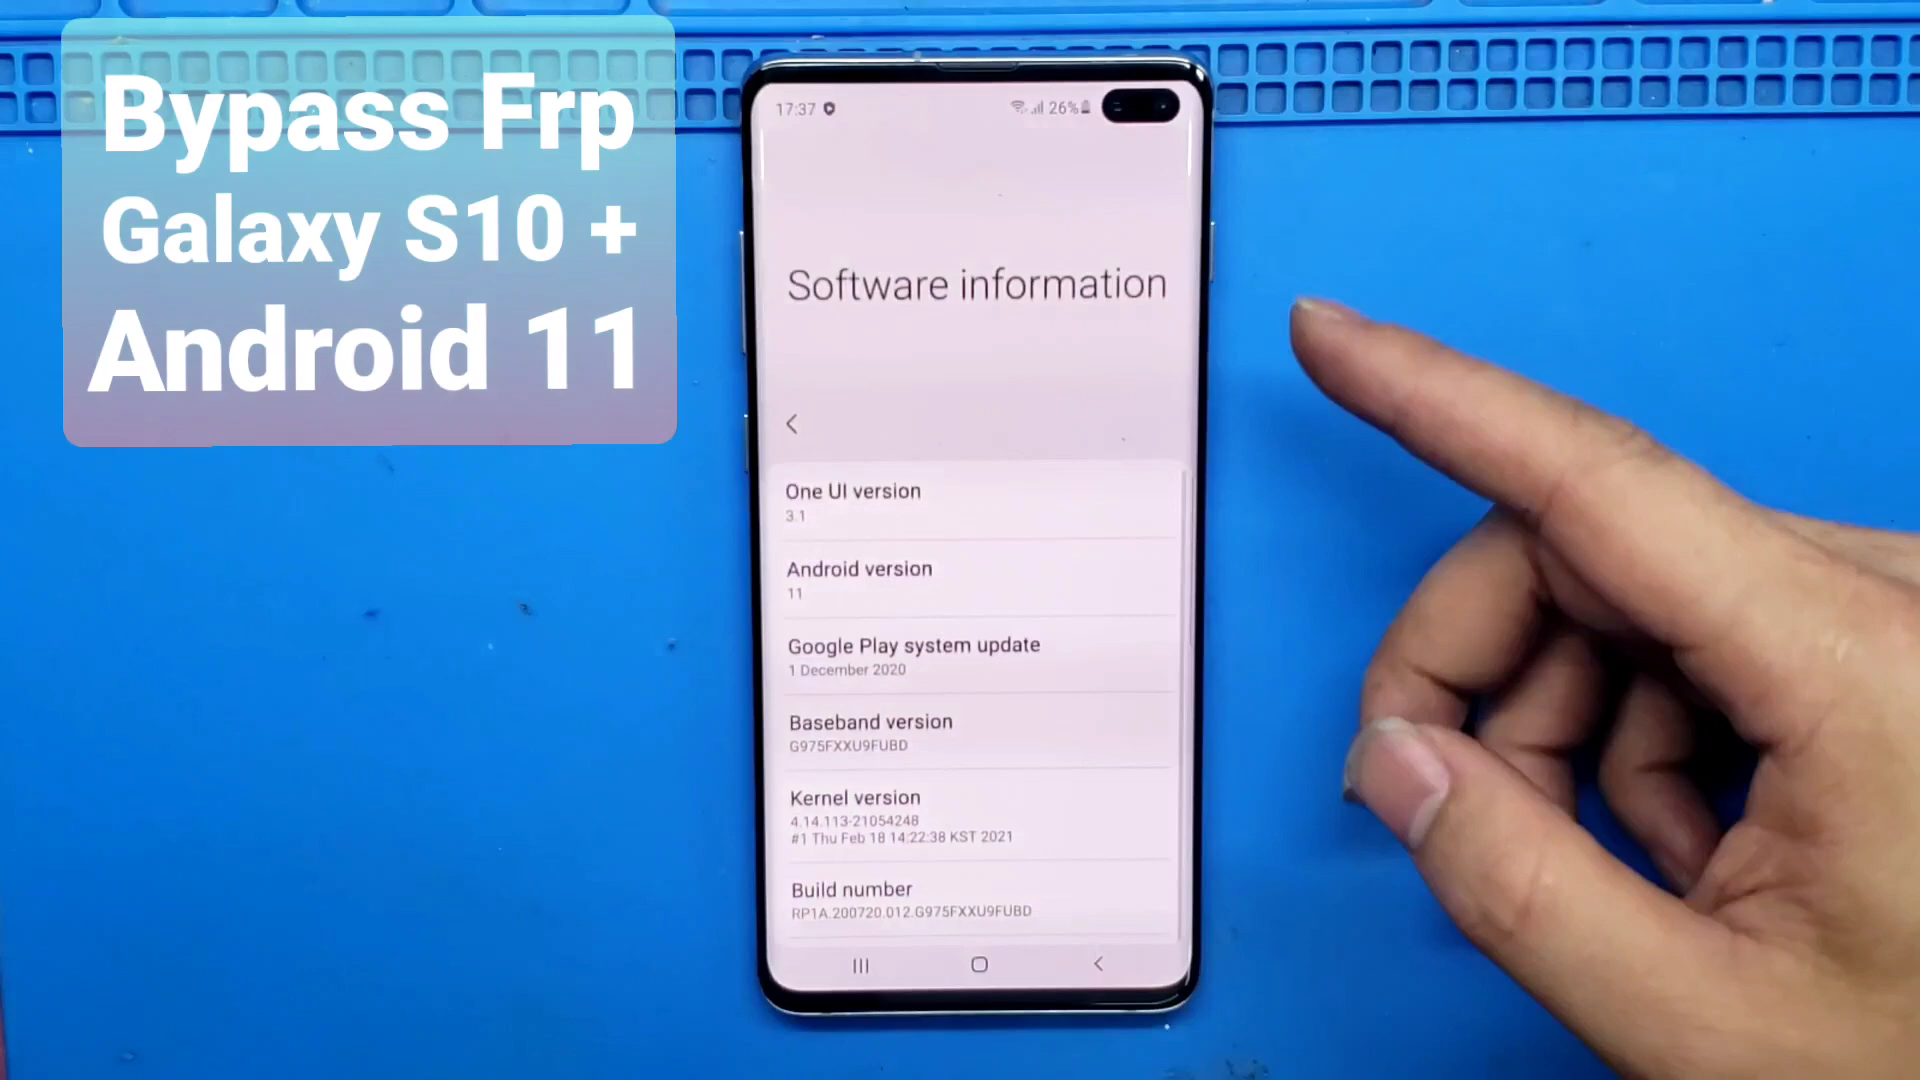 Bypass Frp
Galaxy S10 +
Android 11
17:37
26%
Software information
One UI version
3.1
Android version
11
Google Play system update
1 December 2020
Baseband version
G975FXXU9FUBD
Kernel version
4.14.113-21054248
#1 Thu Feb 18 14:22:38 KST 2021
Build number
RP1A.200720.012.G975FXXU9FUBD